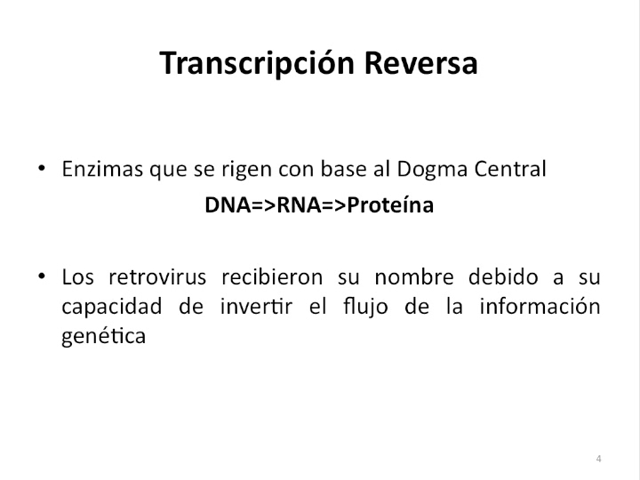 Transcripción Reversa
• Enzimas que se rigen con base al Dogma Central
DNA=>RNA=>Proteína
• Los retrovirus recibieron su nombre debido a su
capacidad de invertir el flujo de la información
genética
4